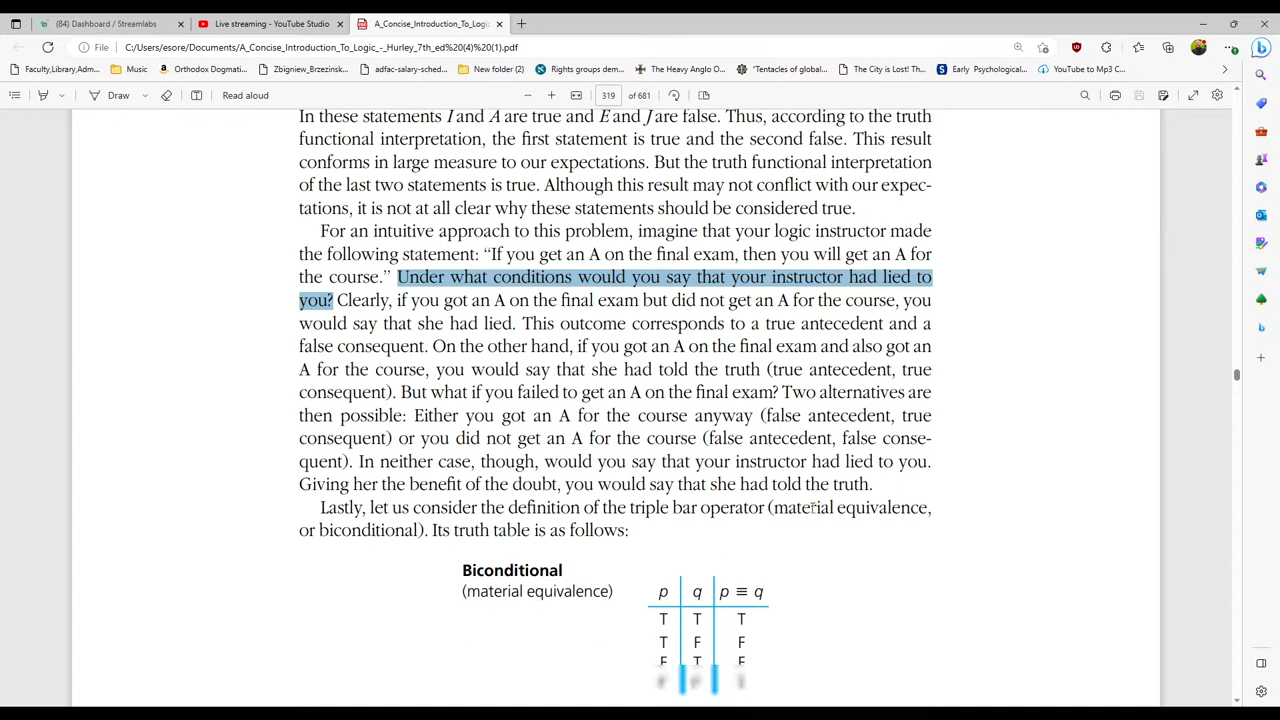 (84) Dashboard / Streamlabs
Live streaming - YouTube Studio
A_Concise_Introduction_To_Logic
File
C:/Users/esore/Documents/A_Concise_Introduction_To_Logic_-_Hurley_7th_ed%20(4)%20(1).pdf
Faculty,Library,Adm...
Music
Orthodox Dogmati...
Zbigniew_Brzezinsk...
adfac-salary-sched...
New folder (2)
Rights groups dem...
The Heavy Anglo O...
"Tentacles of global...
The City is Lost! Th...
Early Psychological...
YouTube to Mp3 C...
Draw
Read aloud
319 of 681
In these statements I and A are true and E and J are false. Thus, according to the truth
functional interpretation, the first statement is true and the second false. This result
conforms in large measure to our expectations. But the truth functional interpretation
of the last two statements is true. Although this result may not conflict with our expec-
tations, it is not at all clear why these statements should be considered true.
For an intuitive approach to this problem, imagine that your logic instructor made
the following statement: “If you get an A on the final exam, then you will get an A for
the course.” Under what conditions would you say that your instructor had lied to
you? Clearly, if you got an A on the final exam but did not get an A for the course, you
would say that she had lied. This outcome corresponds to a true antecedent and a
false consequent. On the other hand, if you got an A on the final exam and also got an
A for the course, you would say that she had told the truth (true antecedent, true
consequent). But what if you failed to get an A on the final exam? Two alternatives are
then possible: Either you got an A for the course anyway (false antecedent, true
consequent) or you did not get an A for the course (false antecedent, false conse-
quent). In neither case, though, would you say that your instructor had lied to you.
Giving her the benefit of the doubt, you would say that she had told the truth.
Lastly, let us consider the definition of the triple bar operator (material equivalence,
or biconditional). Its truth table is as follows:
Biconditional
(material equivalence)
p q p ≡ q
T T T
T F F
F T F